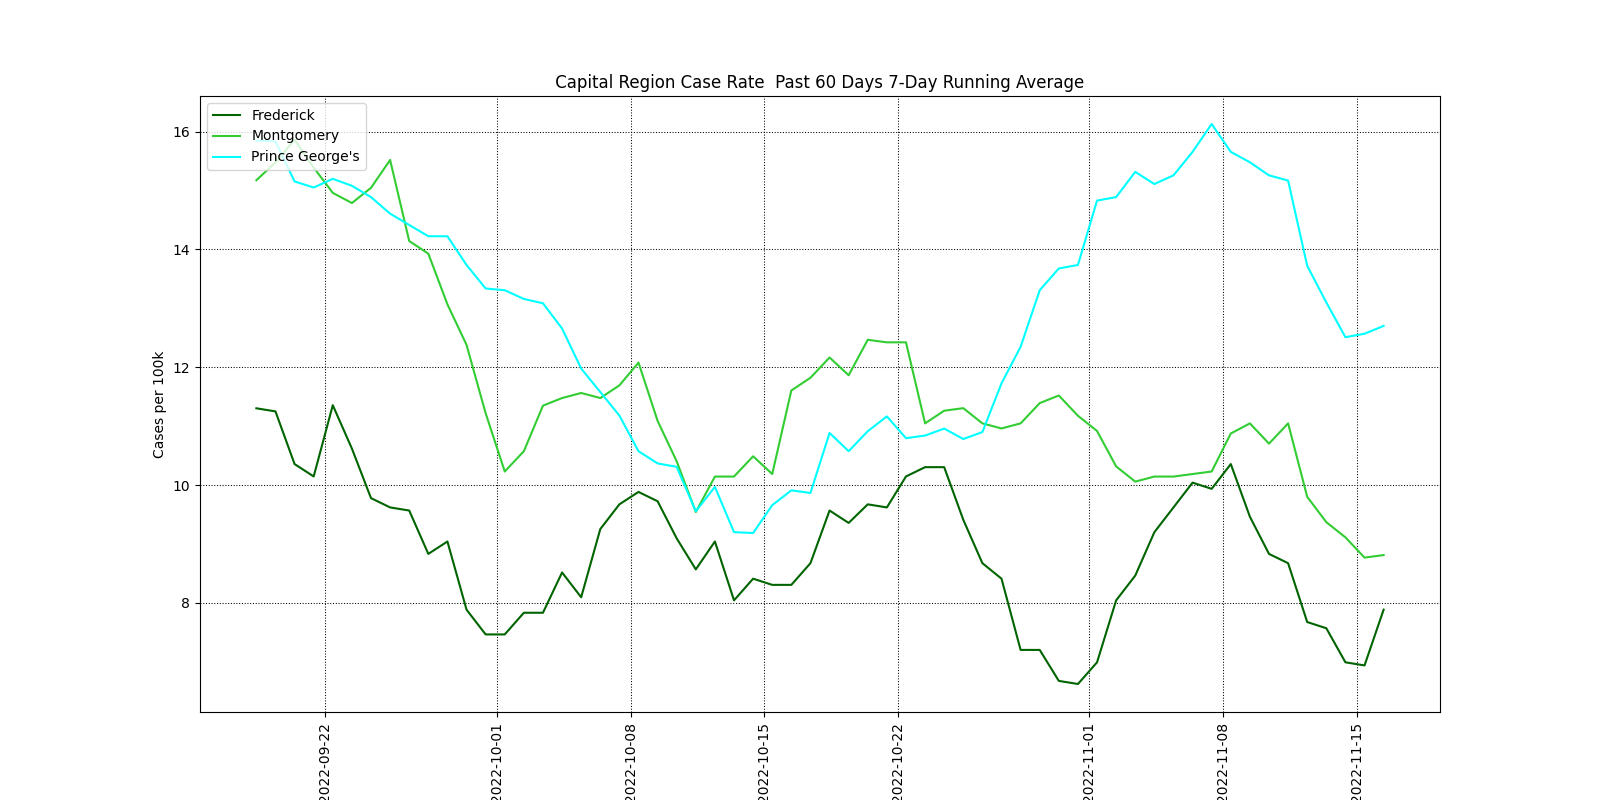 Capital Region Case Rate  Past 60 Days 7-Day Running Average
Frederick
Montgomery
Prince George's
Cases per 100k
16
14
12
10
8
2022-09-22
2022-10-01
2022-10-08
2022-10-15
2022-10-22
2022-11-01
2022-11-08
2022-11-15